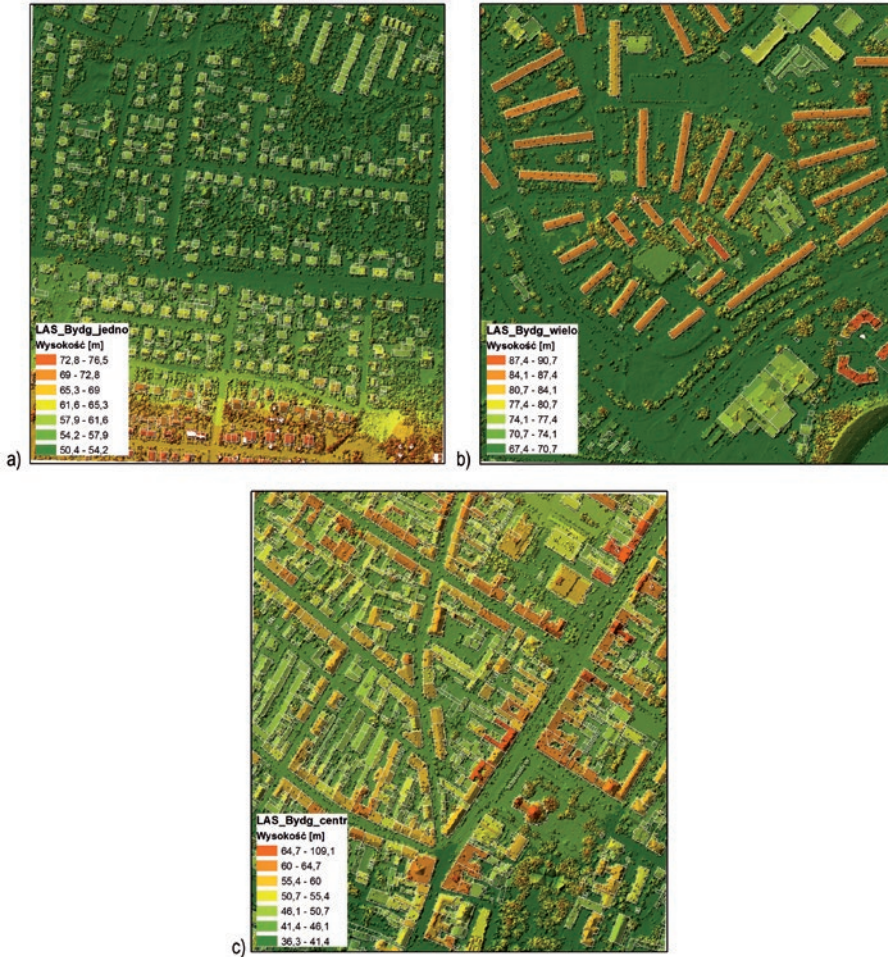 LAS_Bydg_jedno
Wysokość [m]
72,8 - 76,5
69 - 72,8
65,3 - 69
61,6 - 65,3
57,9 - 61,6
54,2 - 57,9
50,4 - 54,2
a)
LAS_Bydg_wielo
Wysokość [m]
87,4 - 90,7
84,1 - 87,4
80,7 - 84,1
77,4 - 80,7
74,1 - 77,4
70,7 - 74,1
67,4 - 70,7
b)
LAS_Bydg_centr
Wysokość [m]
64,7 - 109,1
60 - 64,7
55,4 - 60
50,7 - 55,4
46,1 - 50,7
41,4 - 46,1
36,3 - 41,4
c)